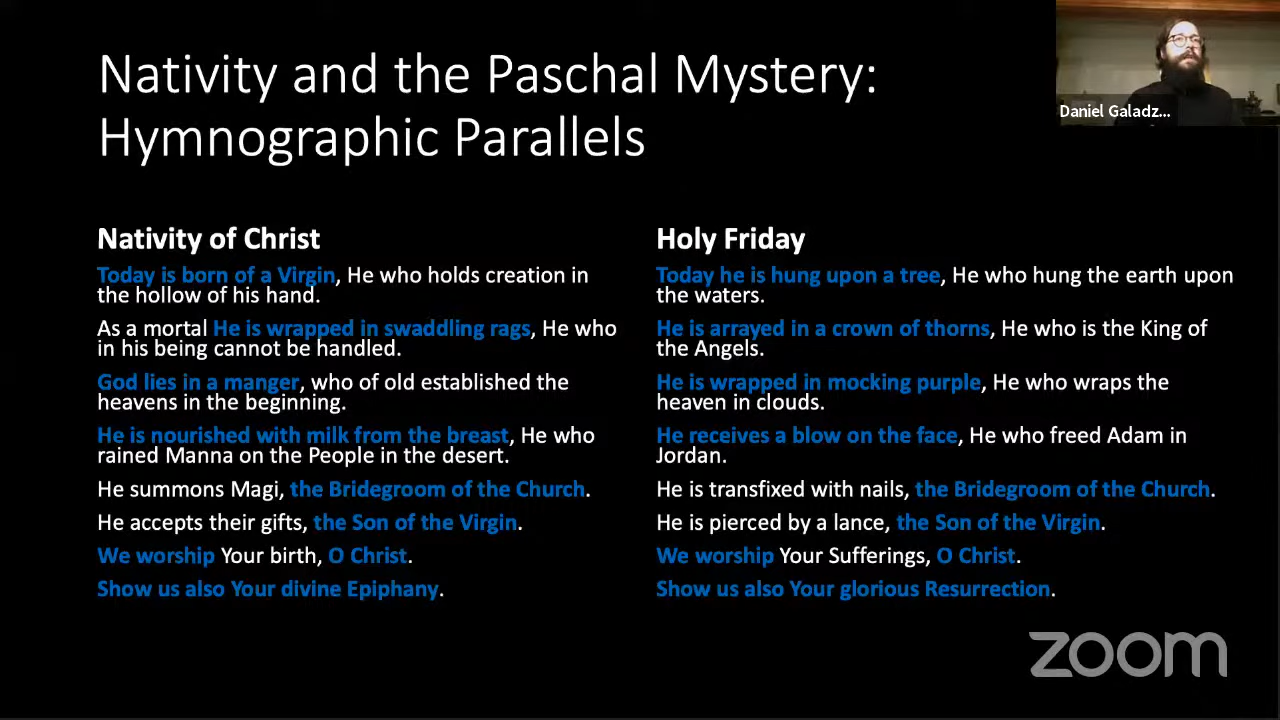 Nativity and the Paschal Mystery:
Hymnographic Parallels
Daniel Galadz...
Nativity of Christ
Today is born of a Virgin, He who holds creation in
the hollow of his hand.
As a mortal He is wrapped in swaddling rags, He who
in his being cannot be handled.
God lies in a manger, who of old established the
heavens in the beginning.
He is nourished with milk from the breast, He who
rained Manna on the People in the desert.
He summons Magi, the Bridegroom of the Church.
He accepts their gifts, the Son of the Virgin.
We worship Your birth, O Christ.
Show us also Your divine Epiphany.
Holy Friday
Today he is hung upon a tree, He who hung the earth upon
the waters.
He is arrayed in a crown of thorns, He who is the King of
the Angels.
He is wrapped in mocking purple, He who wraps the
heaven in clouds.
He receives a blow on the face, He who freed Adam in
Jordan.
He is transfixed with nails, the Bridegroom of the Church.
He is pierced by a lance, the Son of the Virgin.
We worship Your Sufferings, O Christ.
Show us also Your glorious Resurrection.
zoom